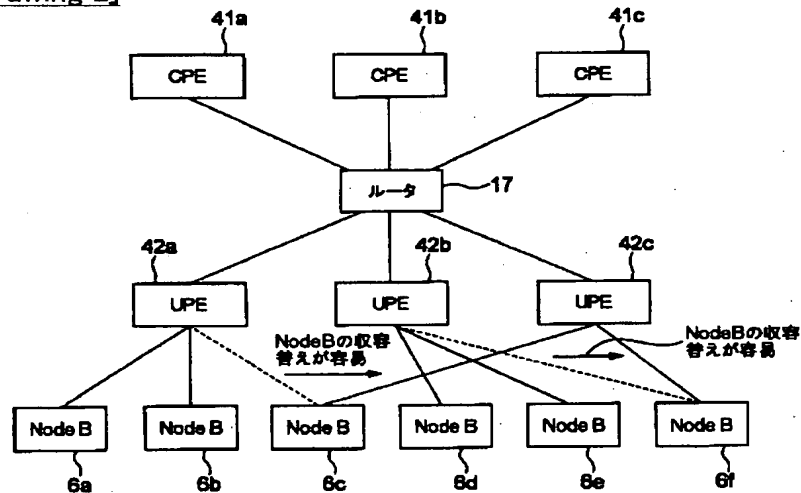 41a 41b 41c
CPE CPE CPE
ルータ 17
42a 42b 42c
UPE UPE UPE
NodeBの収容
替えが容易
NodeBの収容
替えが容易
Node B Node B Node B Node B Node B Node B
6a 6b 6c 6d 6e 6f